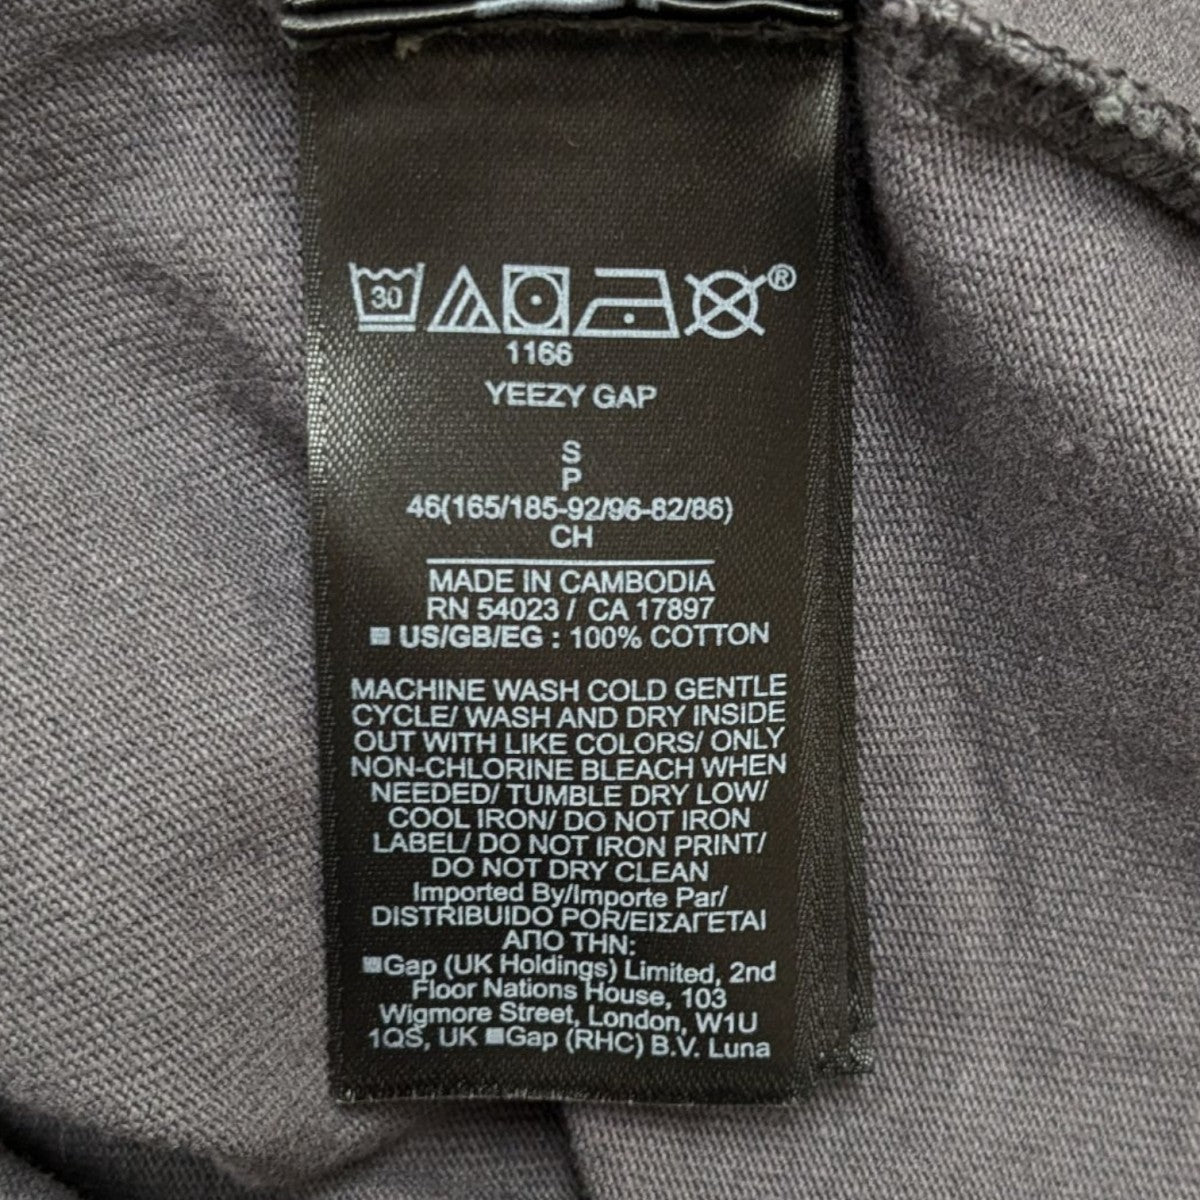 30 ®
1166
YEEZY GAP
S
P
46(165/185-92/96-82/86)
CH
MADE IN CAMBODIA
RN 54023 / CA 17897
US/GB/EG : 100% COTTON
MACHINE WASH COLD GENTLE
CYCLE/ WASH AND DRY INSIDE
OUT WITH LIKE COLORS/ ONLY
NON-CHLORINE BLEACH WHEN
NEEDED/ TUMBLE DRY LOW/
COOL IRON/ DO NOT IRON
LABEL/ DO NOT IRON PRINT/
DO NOT DRY CLEAN
Imported By/Importe Par/
DISTRIBUIDO POR/ΕΙΣΑΓΕΤΑΙ
ΑΠΟ ΤΗΝ:
Gap (UK Holdings) Limited, 2nd
Floor Nations House, 103
Wigmore Street, London, W1U
1QS, UK Gap (RHC) B.V. Luna